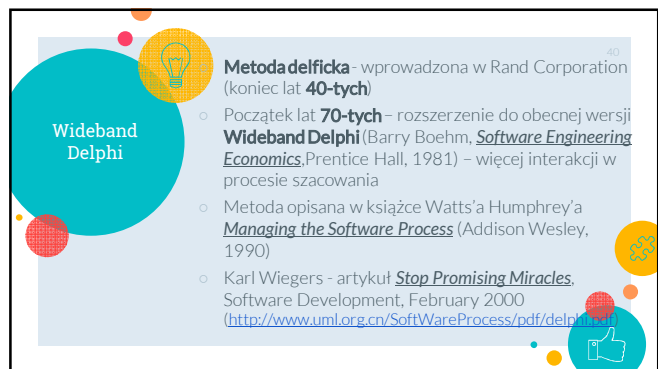 40
Wideband
Delphi
Metoda delficka - wprowadzona w Rand Corporation
(koniec lat 40-tych)
Początek lat 70-tych – rozszerzenie do obecnej wersji
Wideband Delphi (Barry Boehm, Software Engineering
Economics,Prentice Hall, 1981) – więcej interakcji w
procesie szacowania
Metoda opisana w książce Watts’a Humphrey’a
Managing the Software Process (Addison Wesley,
1990)
Karl Wiegers - artykuł Stop Promising Miracles,
Software Development, February 2000
(http://www.uml.org.cn/SoftWareProcess/pdf/delphi.pdf)